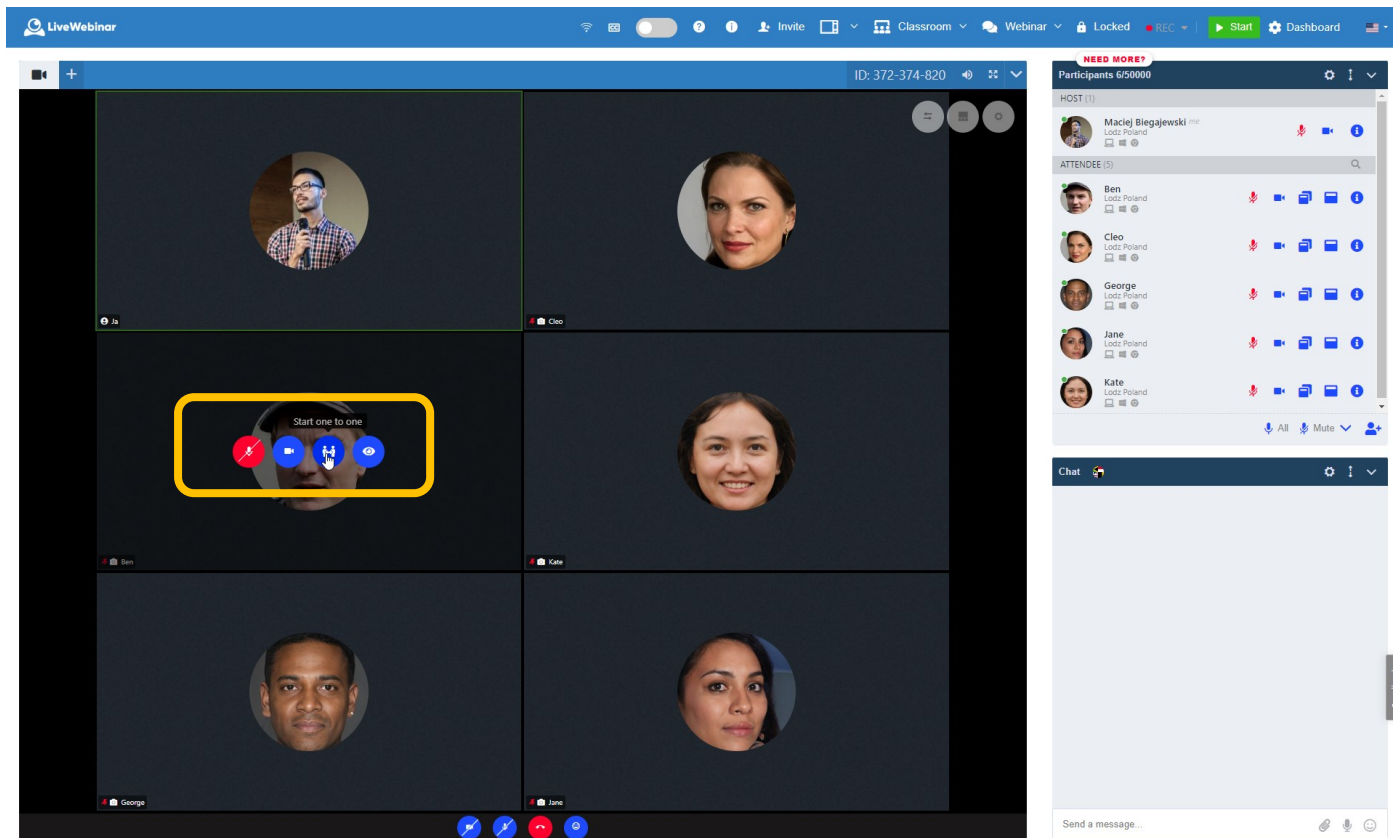 LiveWebinar
CC
Invite
Classroom
Webinar
Locked
REC
Start
Dashboard
ID: 372-374-820
NEED MORE?
Participants 6/50000
HOST (1)
Maciej Biegajewski me
Lodz Poland
ATTENDEE (5)
Ben
Lodz Poland
Cleo
Lodz Poland
George
Lodz Poland
Jane
Lodz Poland
Kate
Lodz Poland
All
Mute
Ja
Cleo
Start one to one
Ben
Kate
George
Jane
Chat
Send a message...